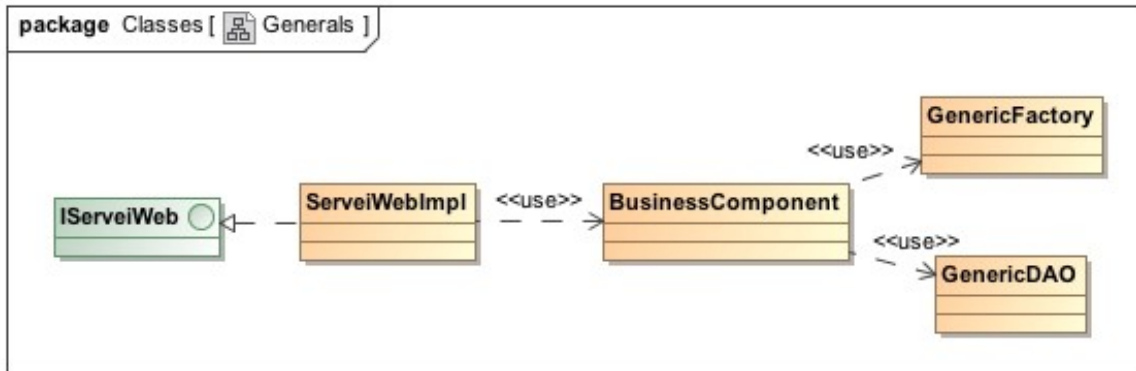 package Classes [ Generals ]
GenericFactory
<<use>>
IServeiWeb
ServeiWebImpl
<<use>>
BusinessComponent
<<use>>
GenericDAO